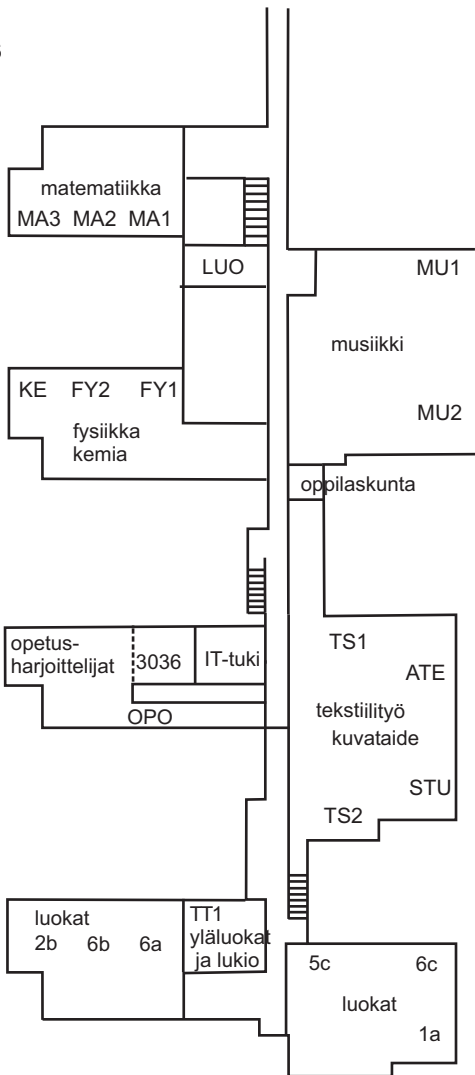 matematiikka
MA3 MA2 MA1
LUO
MU1
musiikki
MU2
KE FY2 FY1
fysiikka
kemia
oppilaskunta
opetus-
harjoittelijat
3036
IT-tuki
OPO
TS1
ATE
tekstiilityö
kuvataide
STU
TS2
luokat
2b 6b 6a
TT1
yläluokat
ja lukio
5c 6c
luokat
1a